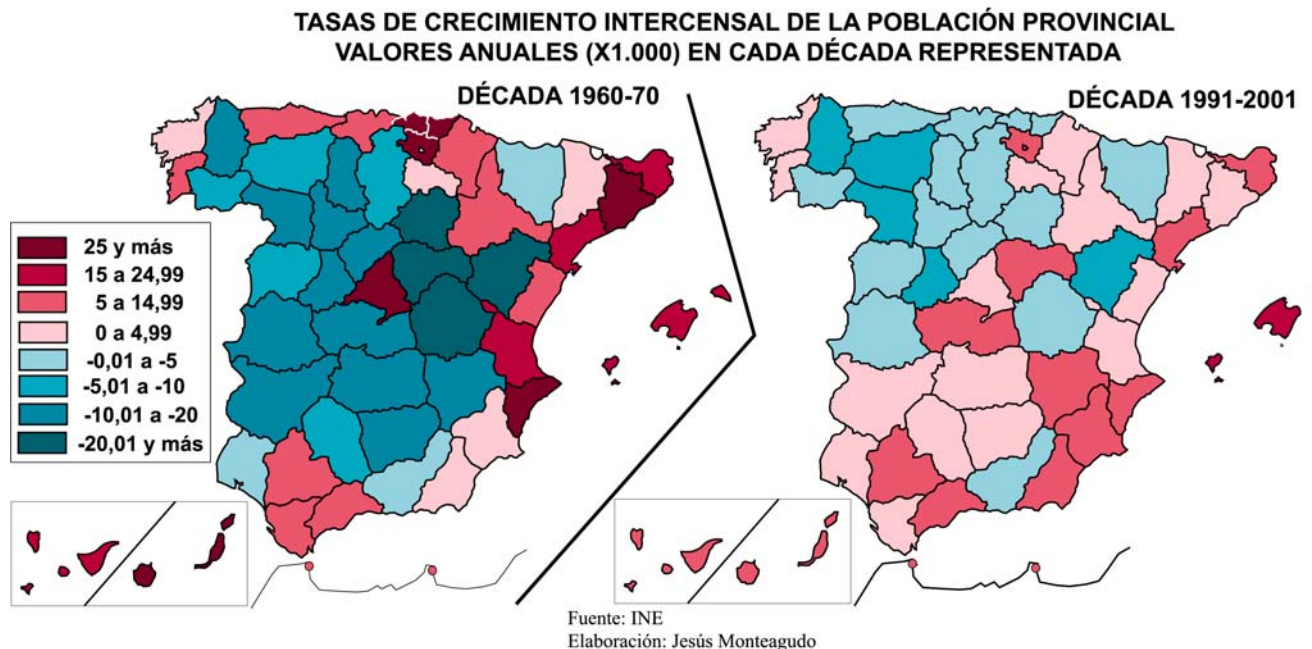 TASAS DE CRECIMIENTO INTERCENSAL DE LA POBLACIÓN PROVINCIAL
VALORES ANUALES (X1.000) EN CADA DÉCADA REPRESENTADA
DÉCADA 1960-70
DÉCADA 1991-2001
25 y más
15 a 24,99
5 a 14,99
0 a 4,99
-0,01 a -5
-5,01 a -10
-10,01 a -20
-20,01 y más
Fuente: INE
Elaboración: Jesús Monteagudo